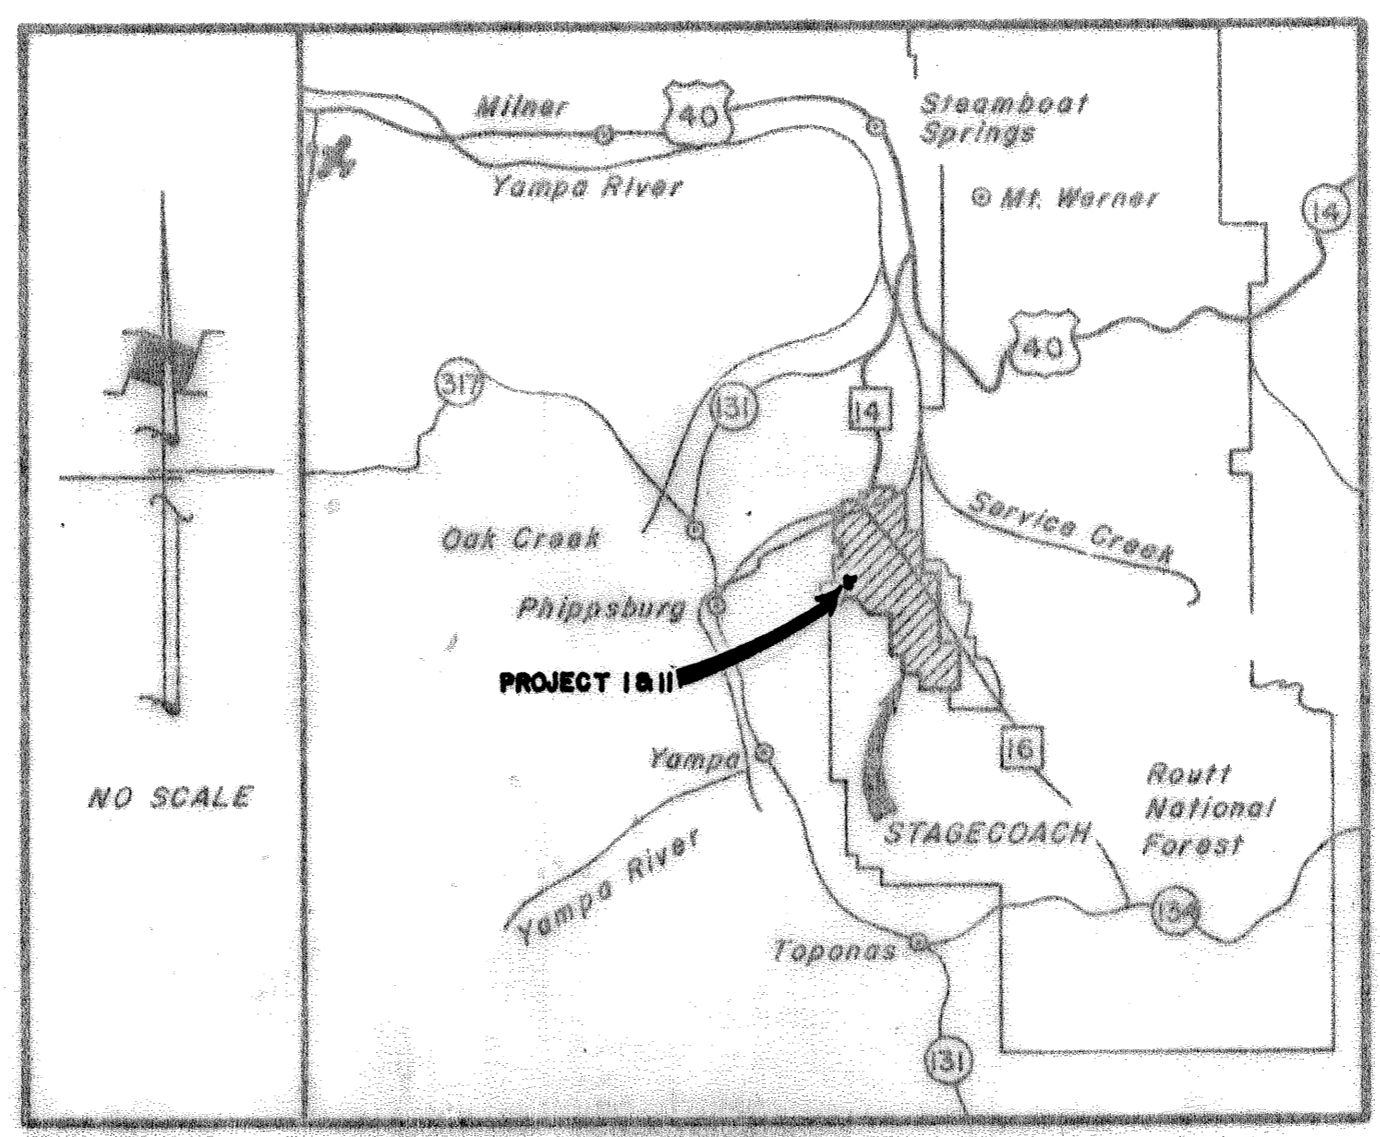 Milner
40
Steamboat
Springs
Yampa River
Mt. Werner
14
40
317
131
14
Service Creek
Oak Creek
Phippsburg
PROJECT I & II
Yampa
16
Routt
National
Forest
NO SCALE
STAGECOACH
Yampa River
134
Toponas
131